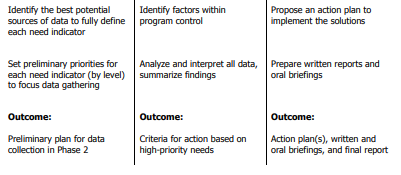 Identify the best potential
sources of data to fully define
each need indicator
Set preliminary priorities for
each need indicator (by level)
to focus data gathering
Outcome:
Preliminary plan for data
collection in Phase 2
Identify factors within
program control
Analyze and interpret all data,
summarize findings
Outcome:
Criteria for action based on
high-priority needs
Propose an action plan to
implement the solutions
Prepare written reports and
oral briefings
Outcome:
Action plan(s), written and
oral briefings, and final report